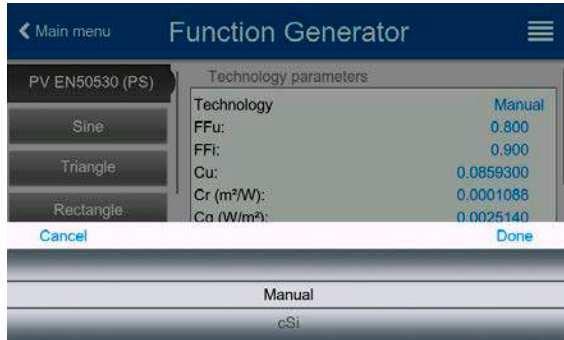 Main menu
Function Generator
PV EN50530 (PS)
Sine
Triangle
Rectangle
Technology parameters
Technology Manual
FFu: 0.800
FFi: 0.900
Cu: 0.0859300
Cr (m²/W): 0.0001088
Cg (W/m²): 0.0025140
Cancel Done
Manual
cSi